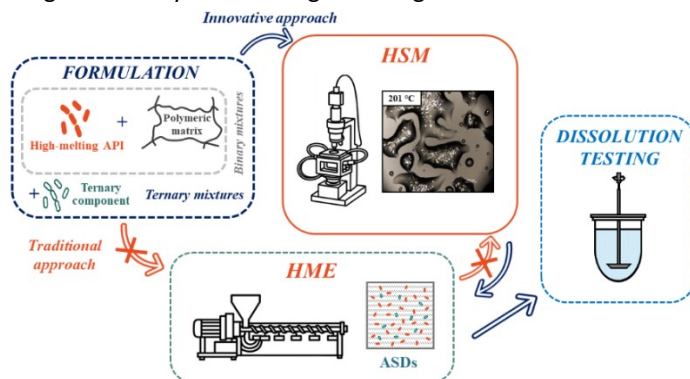 Innovative approach
FORMULATION
High-melting API
+
Polymeric
matrix
Binary mixtures
+
Ternary
component
Ternary mixtures
Traditional
approach
HSM
201 °C
HME
ASDs
DISSOLUTION
TESTING